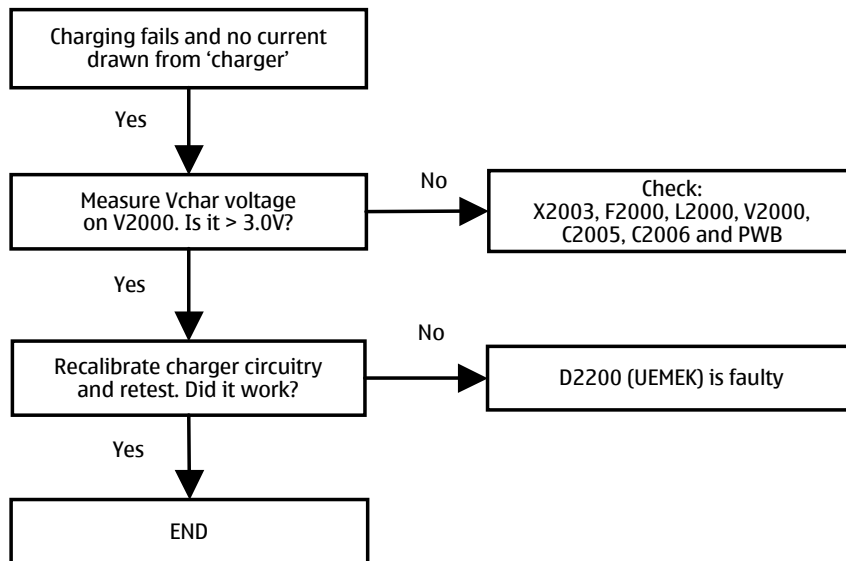 Charging fails and no current
drawn from ‘charger’
Yes
Measure Vchar voltage
on V2000. Is it > 3.0V?
No
Check:
X2003, F2000, L2000, V2000,
C2005, C2006 and PWB
Yes
Recalibrate charger circuitry
and retest. Did it work?
No
D2200 (UEMEK) is faulty
Yes
END